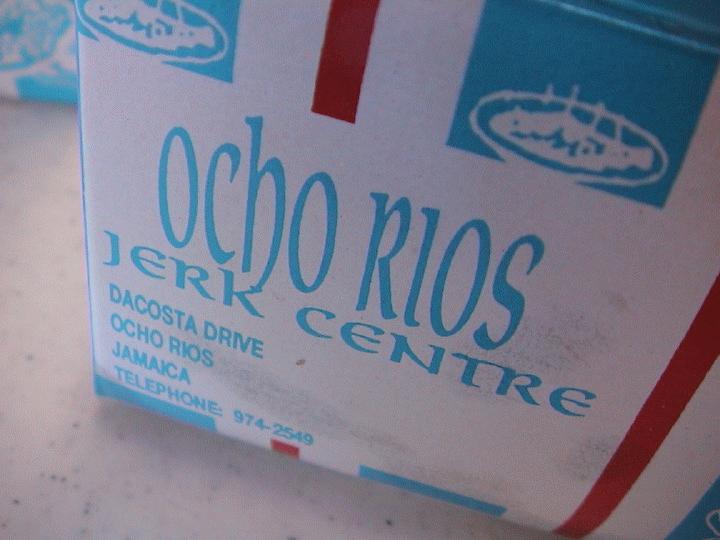 Ocho Rios
JERK CENTRE
DACOSTA DRIVE
OCHO RIOS
JAMAICA
TELEPHONE: 974-2549